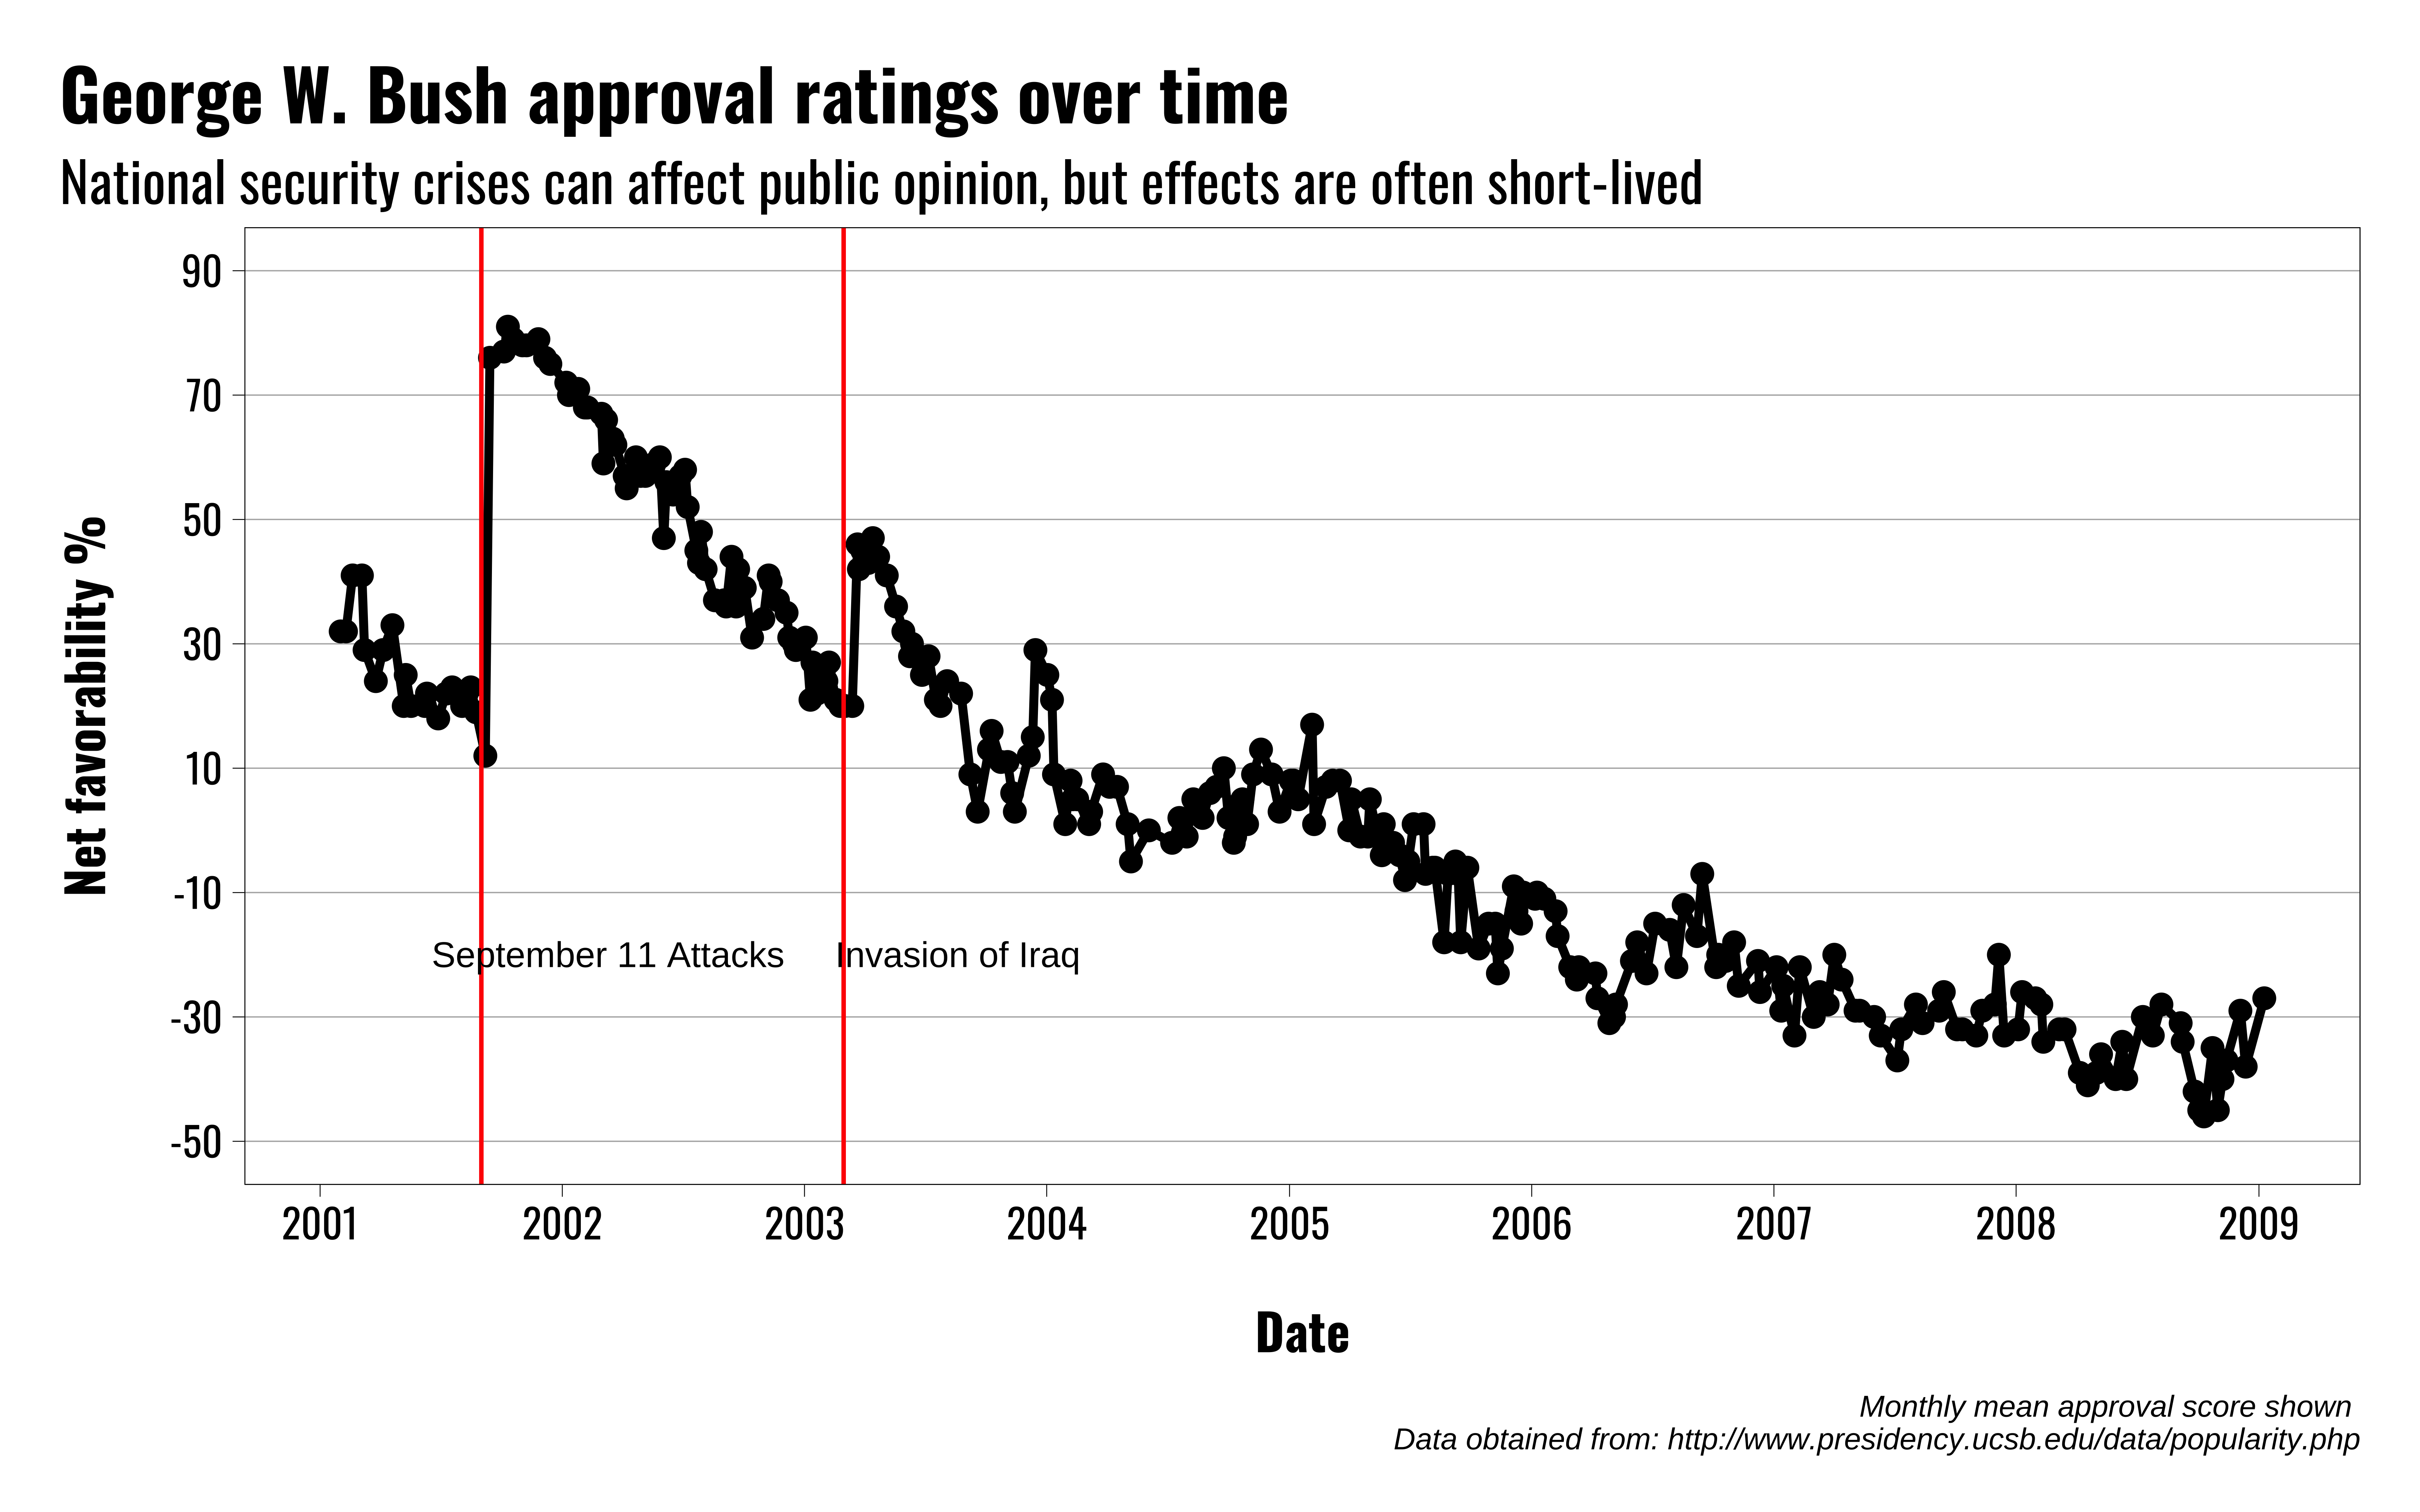 George W. Bush approval ratings over time
National security crises can affect public opinion, but effects are often short-lived
90
70
50
30
10
-10
-30
-50
Net favorability %
September 11 Attacks
Invasion of Iraq
2001 2002 2003 2004 2005 2006 2007 2008 2009
Date
Monthly mean approval score shown
Data obtained from: http://www.presidency.ucsb.edu/data/popularity.php